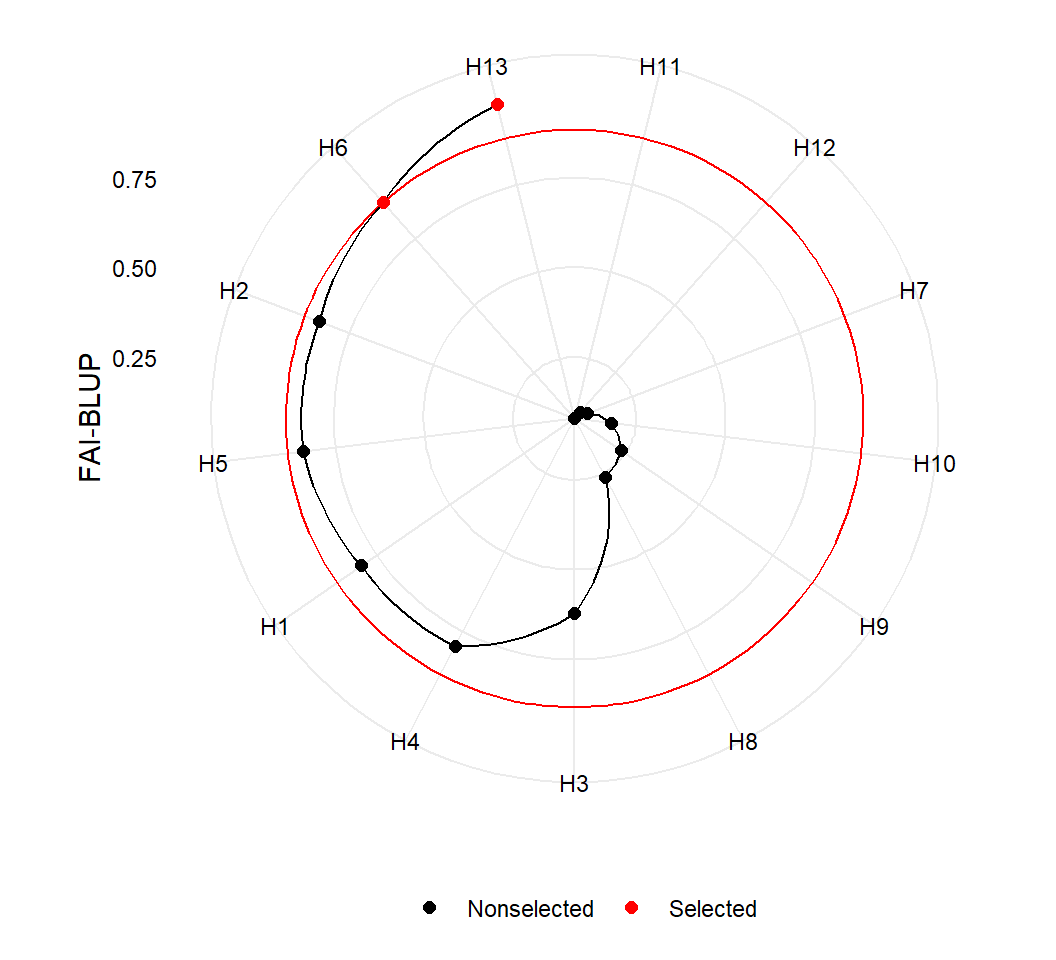 H13
H11
H6
H12
0.75
0.50
H2
H7
0.25
FAI-BLUP
H5
H10
H1
H9
H4
H8
H3
Nonselected
Selected